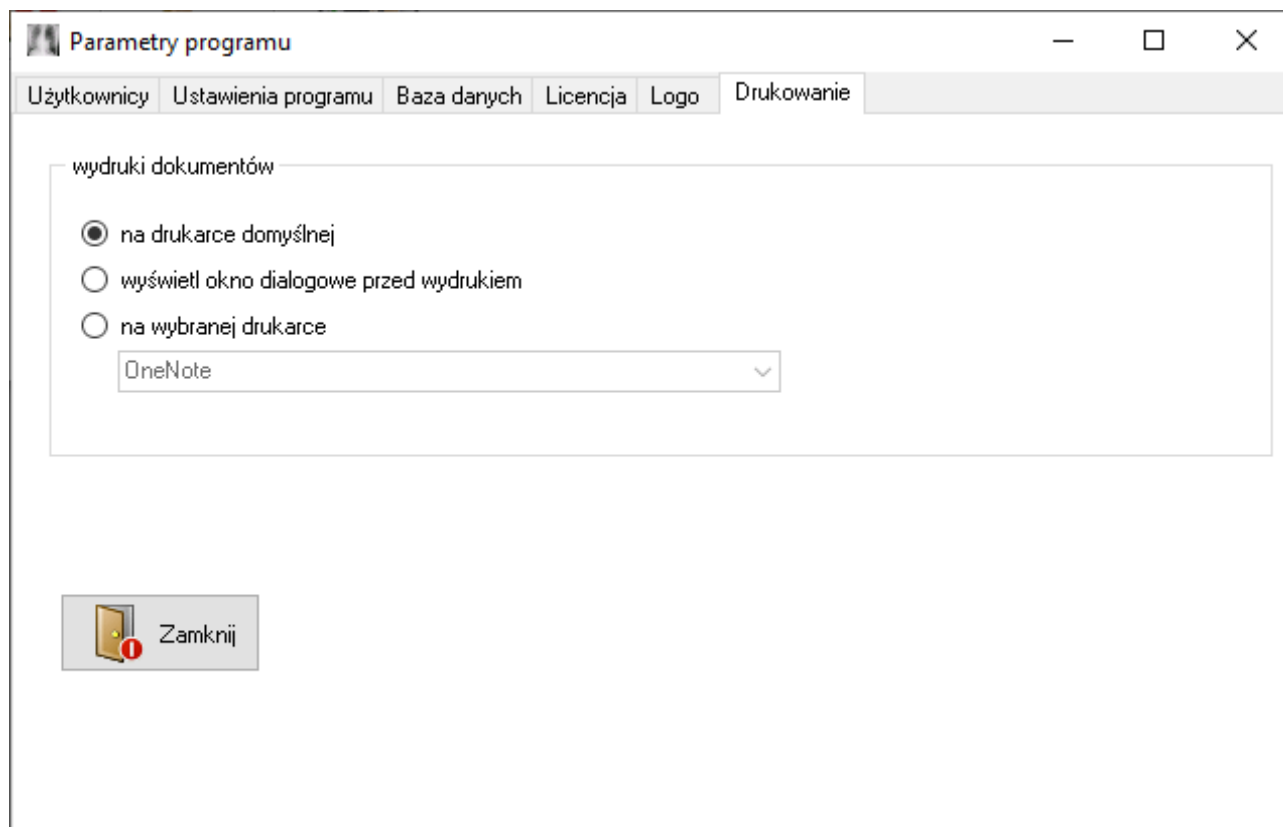 Parametry programu
Użytkownicy Ustawienia programu Baza danych Licencja Logo Drukowanie
wydruki dokumentów
na drukarce domyślnej
wyświetl okno dialogowe przed wydrukiem
na wybranej drukarce
OneNote
Zamknij